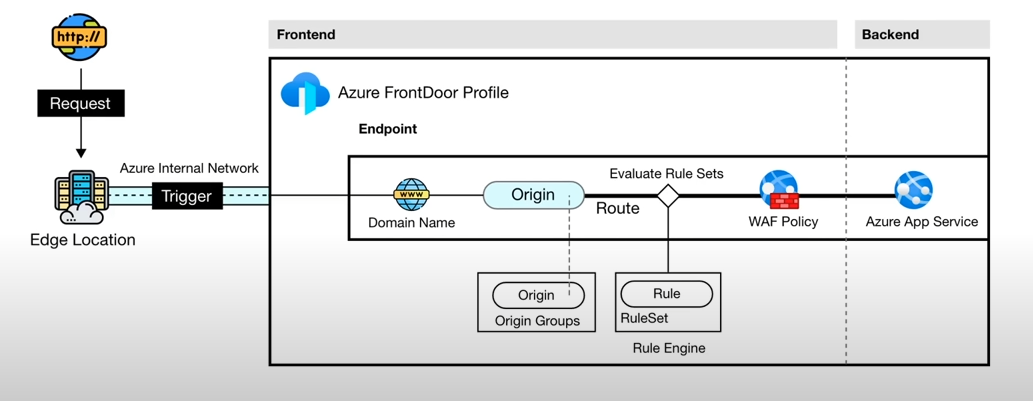 http://
Request
Edge Location
Azure Internal Network
Trigger
Frontend
Backend
Azure FrontDoor Profile
Endpoint
WWW
Domain Name
Origin
Route
Evaluate Rule Sets
WAF Policy
Azure App Service
Origin
Origin Groups
Rule
RuleSet
Rule Engine